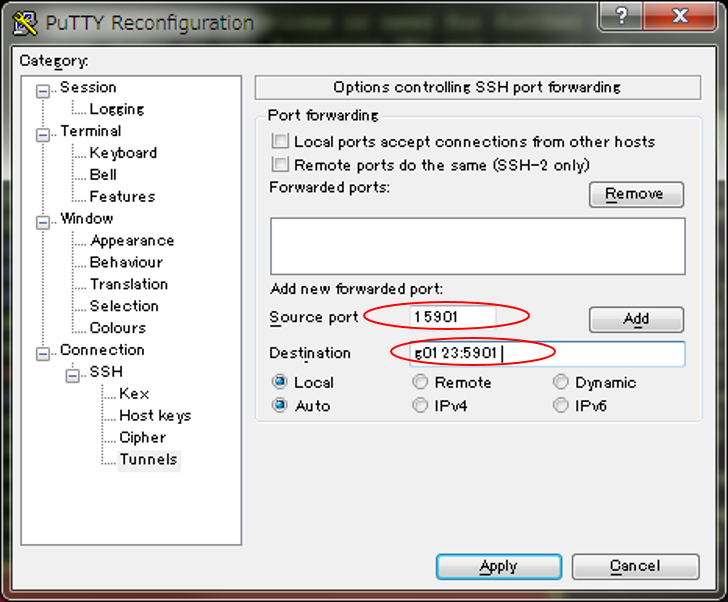 PuTTY Reconfiguration
?
X
Category:
Session
Logging
Terminal
Keyboard
Bell
Features
Window
Appearance
Behaviour
Translation
Selection
Colours
Connection
SSH
Kex
Host keys
Cipher
Tunnels
Options controlling SSH port forwarding
Port forwarding
Local ports accept connections from other hosts
Remote ports do the same (SSH-2 only)
Forwarded ports:
Remove
Add new forwarded port:
Source port 15901 Add
Destination g0123:5901
Local Remote Dynamic
Auto IPv4 IPv6
Apply Cancel